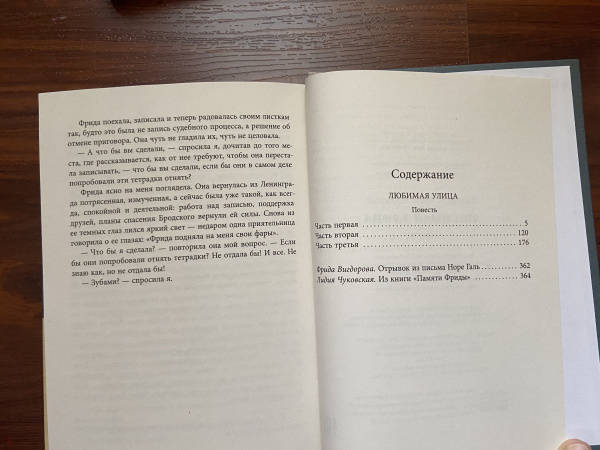 Фрида поехала, записала и теперь радовалась своим листкам
так, будто это была не запись судебного процесса, а решение об
отмене приговора. Она чуть не гладила их, чуть не целовала.
— А что бы вы сделали, — спросила я, дочитав до того ме-
ста, где рассказывается, как от нее требуют, чтобы она переста-
ла записывать, — что бы вы сделали, если бы они в самом деле
попробовали эти тетрадки отнять?
Фрида ясно на меня поглядела. Она вернулась из Ленингра-
да потрясенная, измученная, а сейчас была уже такой, как все-
гда, спокойной и деятельной: работа над записью, поддержка
друзей, планы спасения Бродского вернули ей силы. Снова из
ее темных глаз лился яркий свет — недаром одна приятельница
говорила о ее глазах: «Фрида подняла на меня свои фары».
— Что бы я сделала? — повторила она мой вопрос. — Если
бы они попробовали отнять тетрадки? Не отдала бы! И все. Не
знаю как, но не отдала бы!
— Зубами? — спросила я.
Содержание
ЛЮБИМАЯ УЛИЦА
Повесть
Часть первая . . . 5
Часть вторая . . . 120
Часть третья . . . 176
Фрида Вигдорова. Отрывок из письма Норе Галь . . . 362
Лидия Чуковская. Из книги «Памяти Фриды» . . . 364